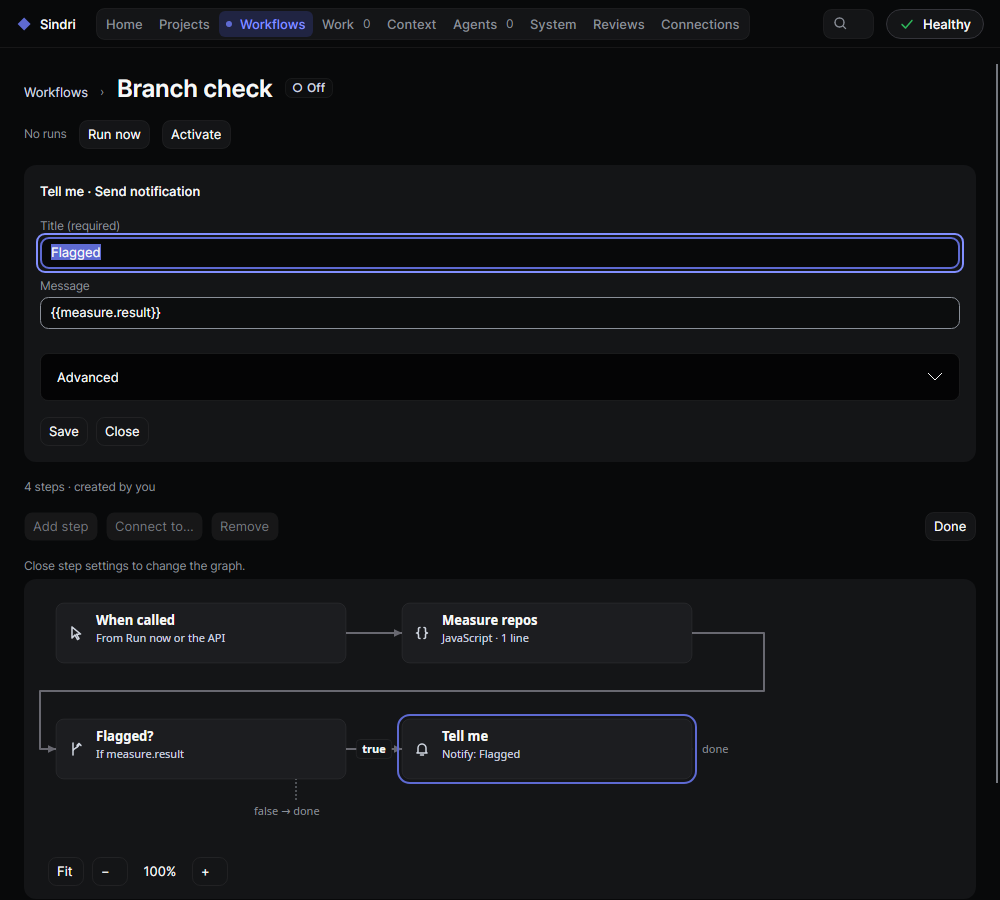 Sindri Home Projects Workflows Work 0 Context Agents 0 System Reviews Connections Healthy
Workflows › Branch check Off
No runs Run now Activate
Tell me · Send notification
Title (required)
Flagged
Message
{{measure.result}}
Advanced
Save Close
4 steps · created by you
Add step Connect to... Remove Done
Close step settings to change the graph.
When called
From Run now or the API
Measure repos
JavaScript · 1 line
Flagged?
If measure.result
true
Tell me
Notify: Flagged
done
false → done
Fit − 100% +